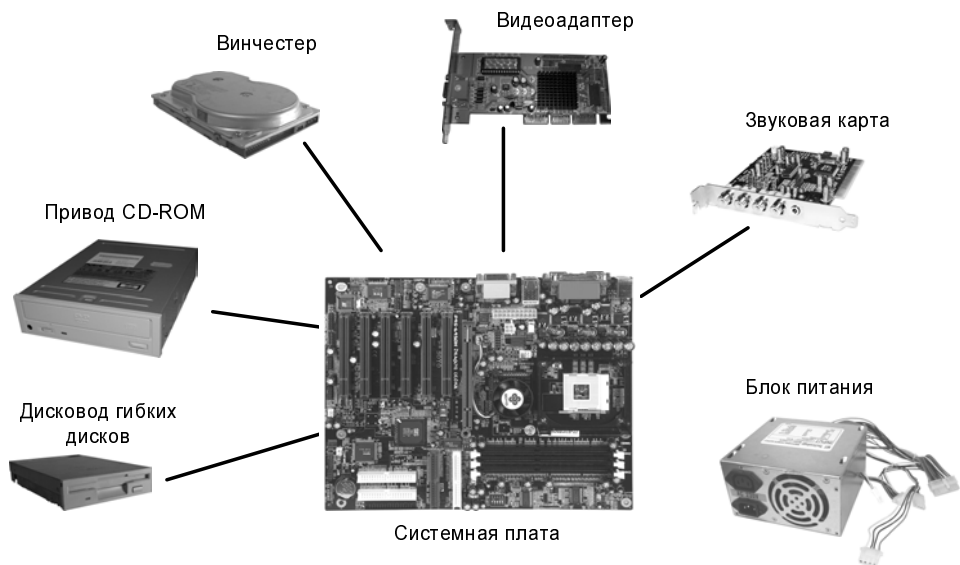 Видеоадаптер
Винчестер
Звуковая карта
Привод CD-ROM
Блок питания
Дисковод гибких
дисков
Системная плата